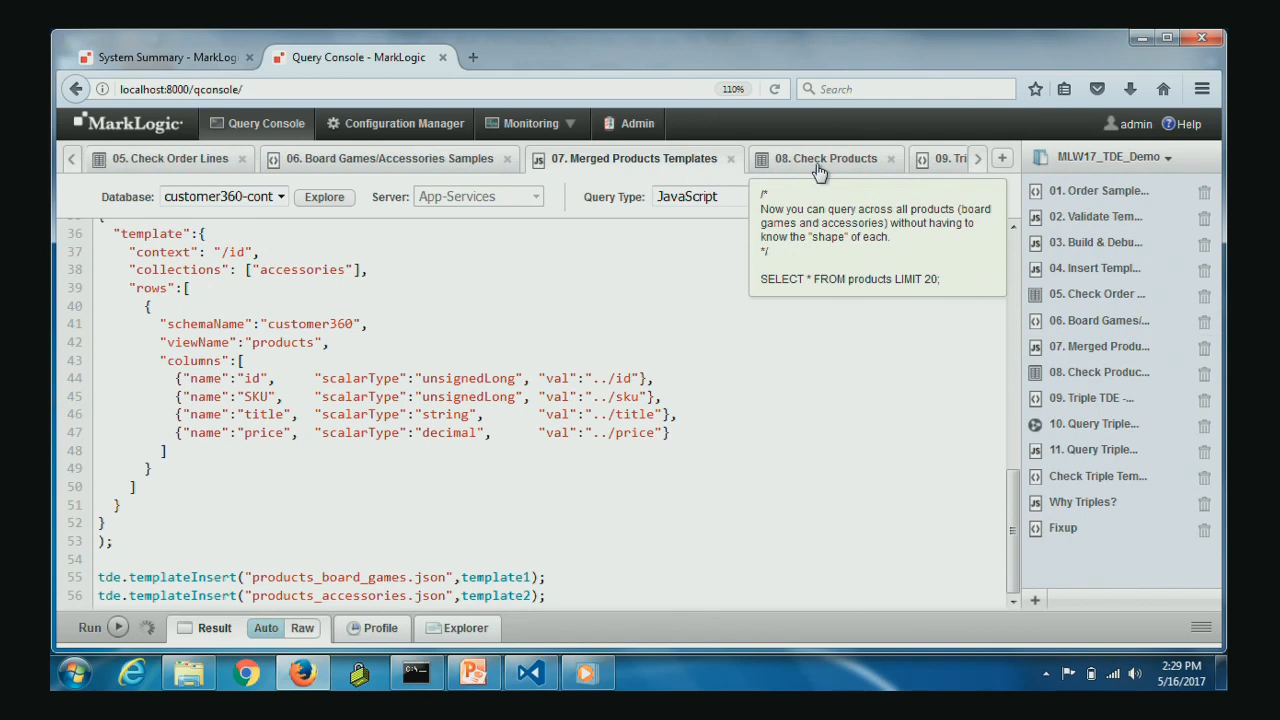 System Summary - MarkLogi
Query Console - MarkLogic
localhost:8000/qconsole/
110%
Search
MarkLogic
Query Console
Configuration Manager
Monitoring
Admin
admin
Help
05. Check Order Lines
06. Board Games/Accessories Samples
07. Merged Products Templates
08. Check Products
09. Tri
MLW17_TDE_Demo
Database: customer360-cont
Explore
Server: App-Services
Query Type: JavaScript
/*
Now you can query across all products (board
games and accessories) without having to
know the "shape" of each.
*/
SELECT * FROM products LIMIT 20;
36 "template":{
37 "context": "/id",
38 "collections": ["accessories"],
39 "rows":[
40 {
41 "schemaName":"customer360",
42 "viewName":"products",
43 "columns":[
44 {"name":"id", "scalarType":"unsignedLong", "val":"../id"},
45 {"name":"SKU", "scalarType":"unsignedLong", "val":"../sku"},
46 {"name":"title", "scalarType":"string", "val":"../title"},
47 {"name":"price", "scalarType":"decimal", "val":"../price"}
48 ]
49 }
50 ]
51 }
52 }
53 );
54
55 tde.templateInsert("products_board_games.json",template1);
56 tde.templateInsert("products_accessories.json",template2);
01. Order Sample...
02. Validate Tem...
03. Build & Debu...
04. Insert Templ...
05. Check Order ...
06. Board Games/...
07. Merged Produ...
08. Check Produc...
09. Triple TDE -...
10. Query Triple...
11. Query Triple...
Check Triple Tem...
Why Triples?
Fixup
Run
Result
Auto
Raw
Profile
Explorer
2:29 PM
5/16/2017